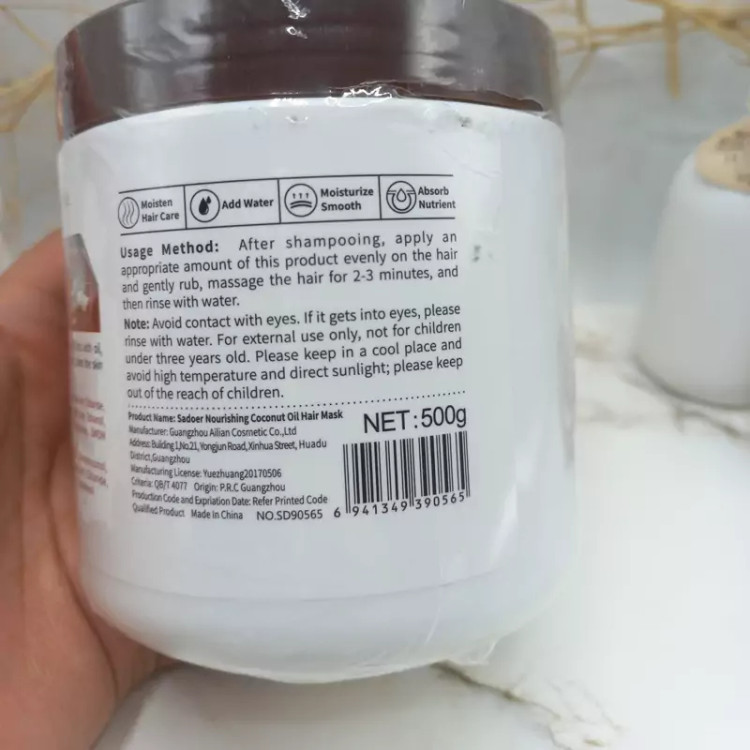 Moisten Hair Care
Add Water
Moisturize Smooth
Absorb Nutrient
Usage Method: After shampooing, apply an
appropriate amount of this product evenly on the hair
and gently rub, massage the hair for 2-3 minutes, and
then rinse with water.
Note: Avoid contact with eyes. If it gets into eyes, please
rinse with water. For external use only, not for children
under three years old. Please keep in a cool place and
avoid high temperature and direct sunlight; please keep
out of the reach of children.
Product Name: Sadoer Nourishing Coconut Oil Hair Mask
Manufacturer: Guangzhou Ailian Cosmetic Co.,Ltd
Address: Building 1,No.21, Yongjun Road, Xinhua Street, Huadu
District,Guangzhou
Manufacturing License: Yuezhuang20170506
Criteria: QB/T 4077 Origin: P.R.C Guangzhou
Production Code and Expriation Date: Refer Printed Code
Qualified Product Made In China NO.SD90565
NET:500g
6 941349 390565